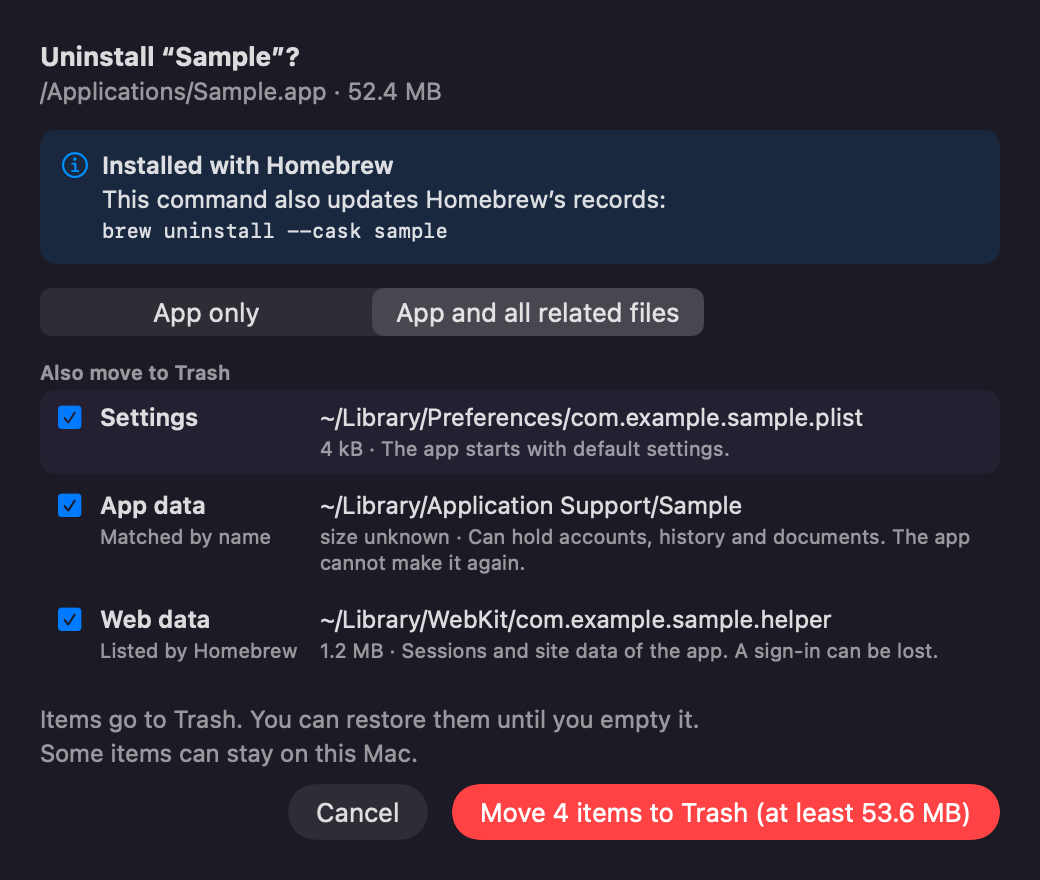 Uninstall “Sample”?
/Applications/Sample.app · 52.4 MB
Installed with Homebrew
This command also updates Homebrew’s records:
brew uninstall --cask sample
App only
App and all related files
Also move to Trash
Settings
~/Library/Preferences/com.example.sample.plist
4 kB · The app starts with default settings.
App data
~/Library/Application Support/Sample
Matched by name
size unknown · Can hold accounts, history and documents. The app
cannot make it again.
Web data
~/Library/WebKit/com.example.sample.helper
Listed by Homebrew
1.2 MB · Sessions and site data of the app. A sign-in can be lost.
Items go to Trash. You can restore them until you empty it.
Some items can stay on this Mac.
Cancel
Move 4 items to Trash (at least 53.6 MB)